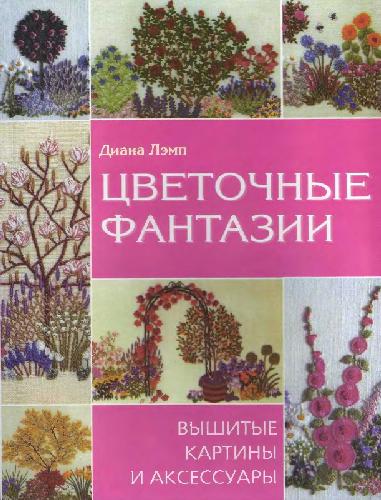 Диана Лэмп
ЦВЕТОЧНЫЕ
ФАНТАЗИИ
ВЫШИТЫЕ
КАРТИНЫ
И АКСЕССУАРЫ